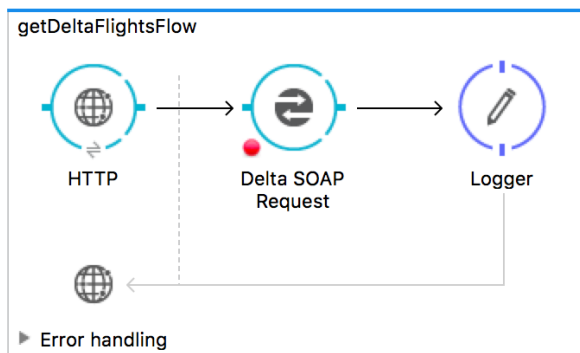 getDeltaFlightsFlow
HTTP
Delta SOAP
Request
Logger
Error handling